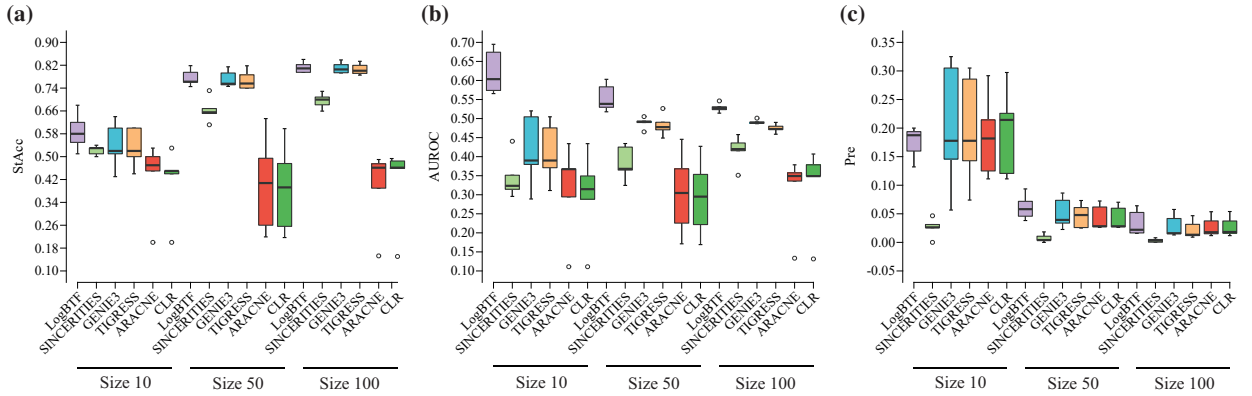 (a)
StAcc
0.90
0.82
0.74
0.66
0.58
0.50
0.42
0.34
0.26
0.18
0.10
LogBTF
SINCERITIES
GENIE3
TIGRESS
ARACNE
CLR
LogBTF
SINCERITIES
GENIE3
TIGRESS
ARACNE
CLR
LogBTF
SINCERITIES
GENIE3
TIGRESS
ARACNE
CLR
Size 10
Size 50
Size 100
(b)
AUROC
0.70
0.65
0.60
0.55
0.50
0.45
0.40
0.35
0.30
0.25
0.20
0.15
0.10
LogBTF
SINCERITIES
GENIE3
TIGRESS
ARACNE
CLR
LogBTF
SINCERITIES
GENIE3
TIGRESS
ARACNE
CLR
LogBTF
SINCERITIES
GENIE3
TIGRESS
ARACNE
CLR
Size 10
Size 50
Size 100
(c)
Pre
0.35
0.30
0.25
0.20
0.15
0.10
0.05
0.00
-0.05
LogBTF
SINCERITIES
GENIE3
TIGRESS
ARACNE
CLR
LogBTF
SINCERITIES
GENIE3
TIGRESS
ARACNE
CLR
LogBTF
SINCERITIES
GENIE3
TIGRESS
ARACNE
CLR
Size 10
Size 50
Size 100